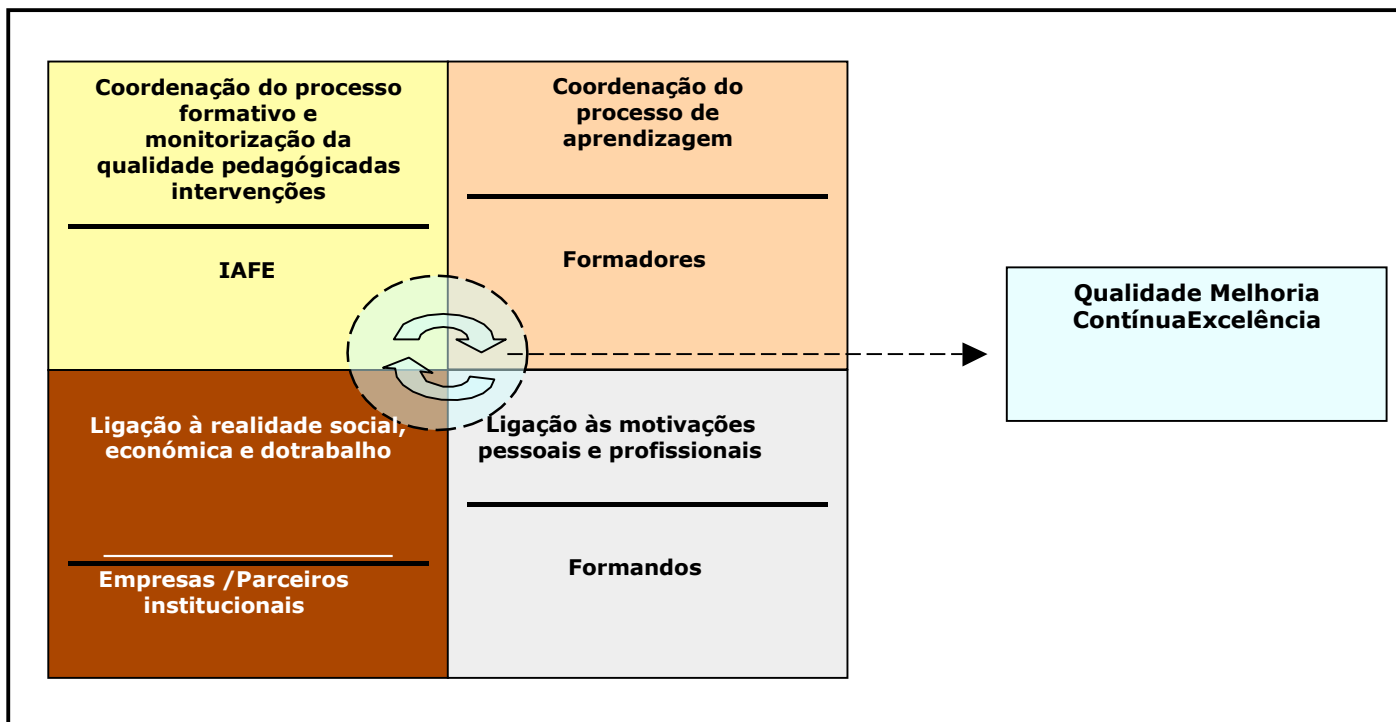 Coordenação do processo
formativo e
monitorização da
qualidade pedagógicadas
intervenções
IAFE
Coordenação do
processo de
aprendizagem
Formadores
Qualidade Melhoria
ContínuaExcelência
Ligação à realidade social,
económica e dotrabalho
Empresas /Parceiros
institucionais
Ligação às motivações
pessoais e profissionais
Formandos